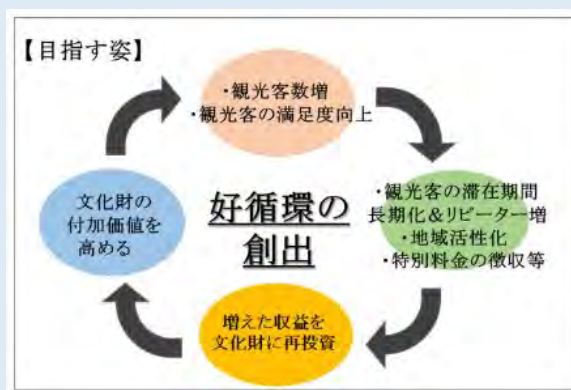 【目指す姿】
・観光客数増
・観光客の満足度向上
・観光客の滞在期間
長期化&リピーター増
・地域活性化
・特別料金の徴収等
増えた収益を
文化財に再投資
文化財の
付加価値を
高める
好循環の
創出